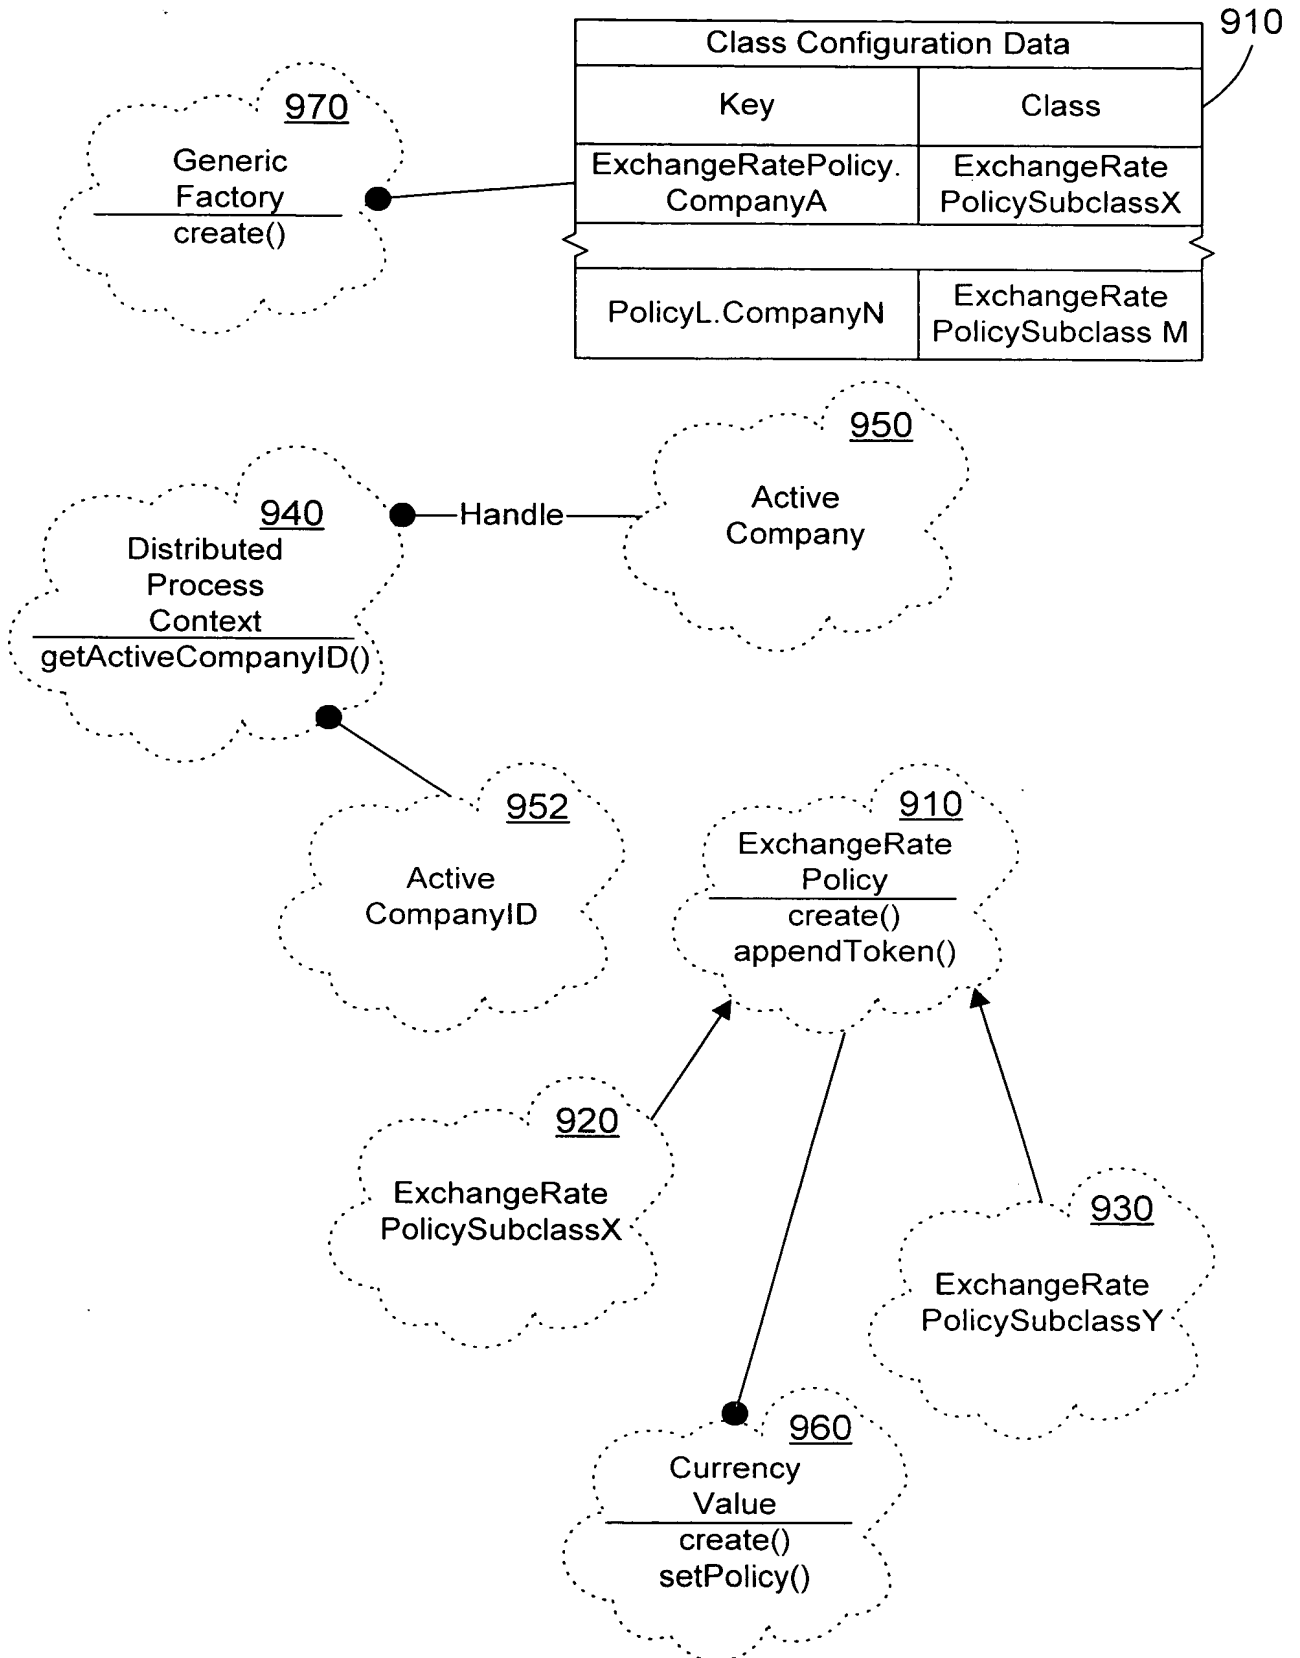 910
Class Configuration Data
Key
Class
ExchangeRatePolicy.
CompanyA
ExchangeRate
PolicySubclassX
PolicyL.CompanyN
ExchangeRate
PolicySubclass M
970
Generic
Factory
create()
950
Active
Company
Handle
940
Distributed
Process
Context
getActiveCompanyID()
952
Active
CompanyID
910
ExchangeRate
Policy
create()
appendToken()
920
ExchangeRate
PolicySubclassX
930
ExchangeRate
PolicySubclassY
960
Currency
Value
create()
setPolicy()